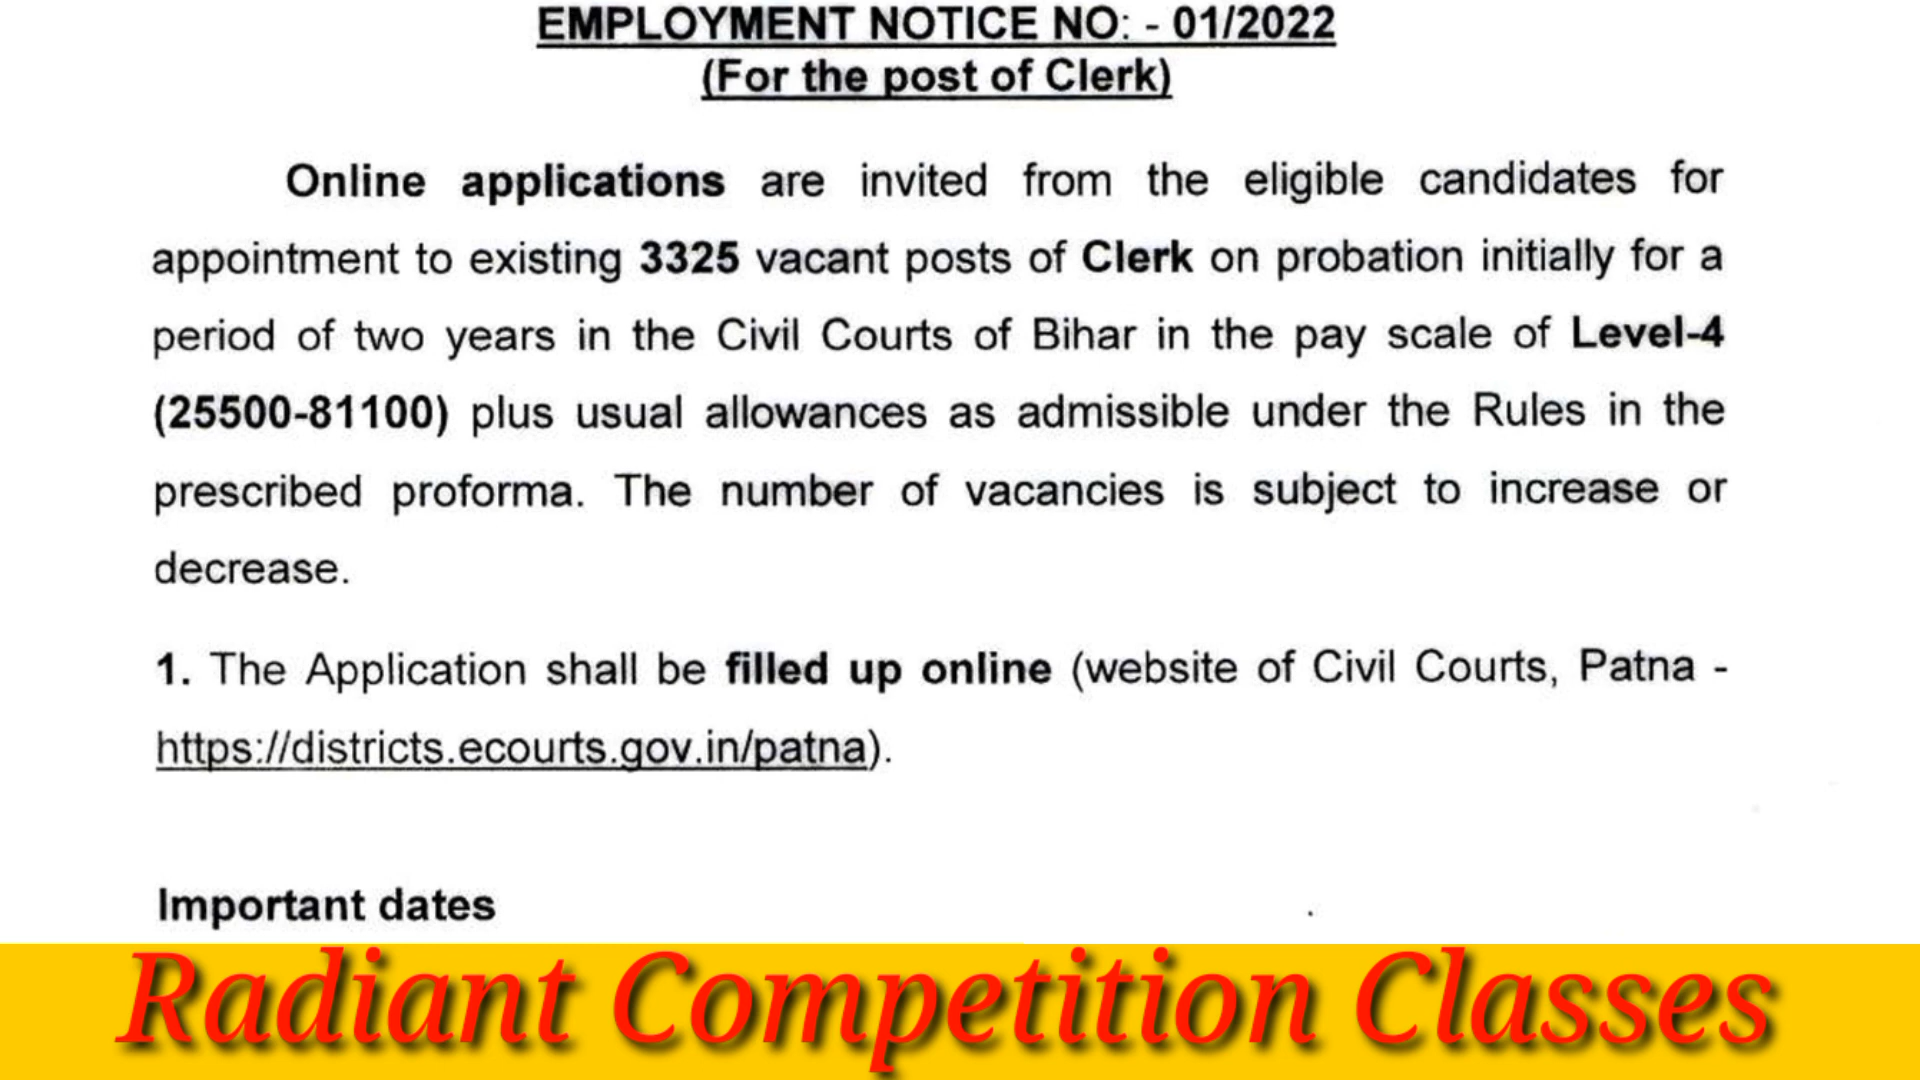 EMPLOYMENT NOTICE NO: - 01/2022
(For the post of Clerk)
Online applications are invited from the eligible candidates for
appointment to existing 3325 vacant posts of Clerk on probation initially for a
period of two years in the Civil Courts of Bihar in the pay scale of Level-4
(25500-81100) plus usual allowances as admissible under the Rules in the
prescribed proforma. The number of vacancies is subject to increase or
decrease.
1. The Application shall be filled up online (website of Civil Courts, Patna -
https://districts.ecourts.gov.in/patna).
Important dates
Radiant Competition Classes